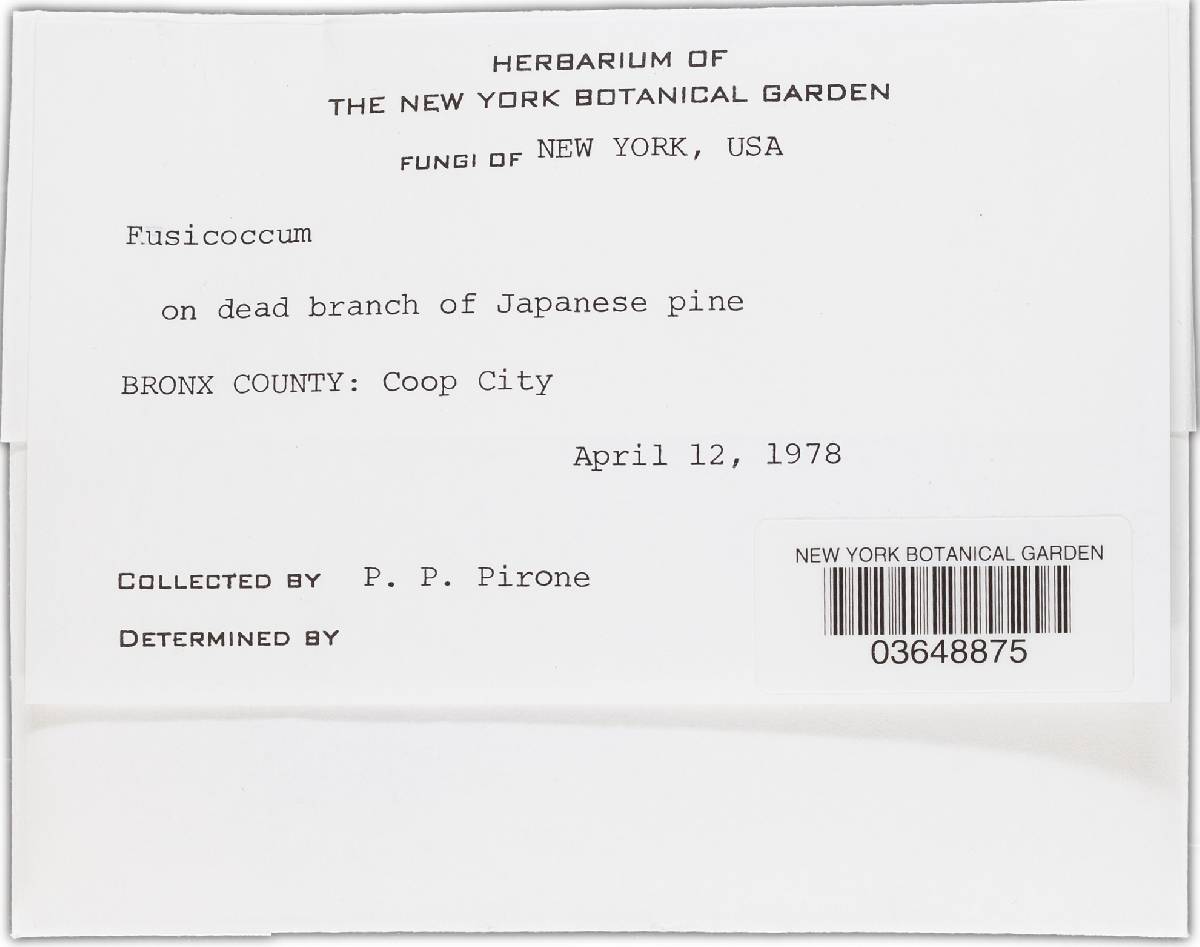 HERBARIUM OF
THE NEW YORK BOTANICAL GARDEN
FUNGI OF NEW YORK, USA
Fusicoccum
on dead branch of Japanese pine
BRONX COUNTY: Coop City
April 12, 1978
COLLECTED BY P. P. Pirone
DETERMINED BY
NEW YORK BOTANICAL GARDEN
03648875